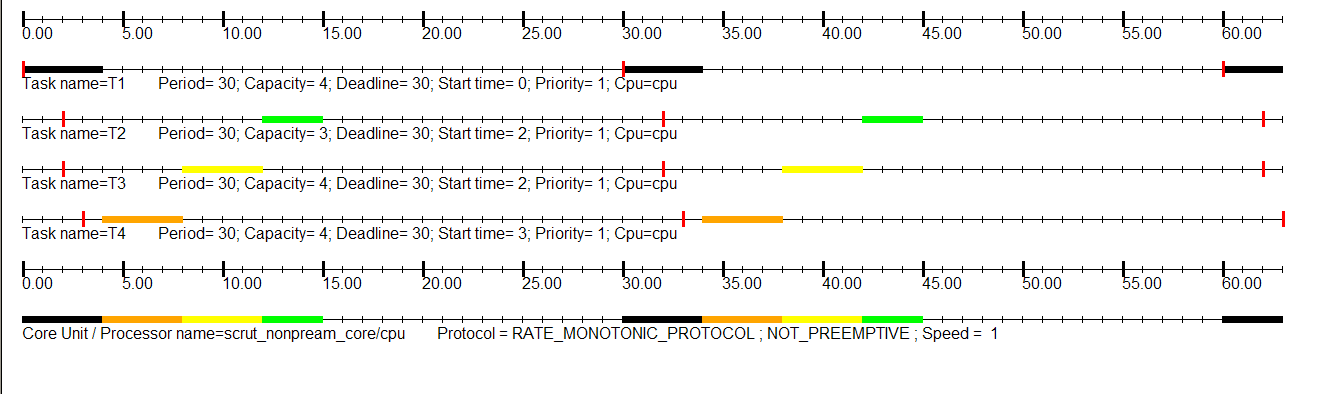 0.00 5.00 10.00 15.00 20.00 25.00 30.00 35.00 40.00 45.00 50.00 55.00 60.00
Task name=T1 Period= 30; Capacity= 4; Deadline= 30; Start time= 0; Priority= 1; Cpu=cpu
Task name=T2 Period= 30; Capacity= 3; Deadline= 30; Start time= 2; Priority= 1; Cpu=cpu
Task name=T3 Period= 30; Capacity= 4; Deadline= 30; Start time= 2; Priority= 1; Cpu=cpu
Task name=T4 Period= 30; Capacity= 4; Deadline= 30; Start time= 3; Priority= 1; Cpu=cpu
0.00 5.00 10.00 15.00 20.00 25.00 30.00 35.00 40.00 45.00 50.00 55.00 60.00
Core Unit / Processor name=scrut_nonpream_core/cpu Protocol = RATE_MONOTONIC_PROTOCOL ; NOT_PREEMPTIVE ; Speed = 1